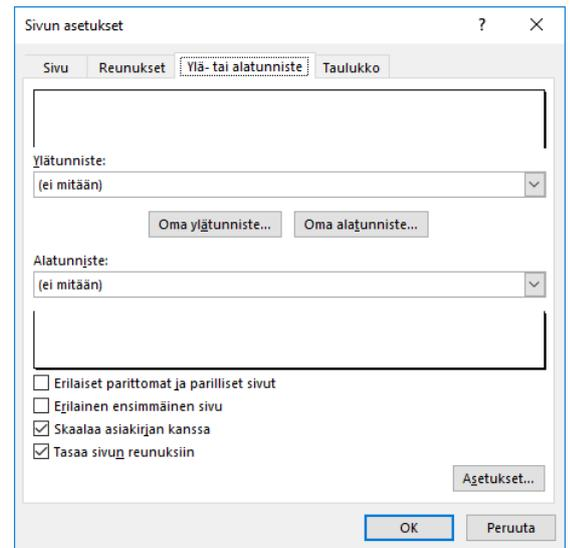 Sivun asetukset ?
Sivu Reunukset Ylä- tai alatunniste Taulukko
Ylätunniste:
(ei mitään)
Oma ylätunniste... Oma alatunniste...
Alatunniste:
(ei mitään)
Erilaiset parittomat ja parilliset sivut
Erilainen ensimmäinen sivu
Skaalaa asiakirjan kanssa
Tasaa sivun reunuksiin
Asetukset...
OK Peruuta